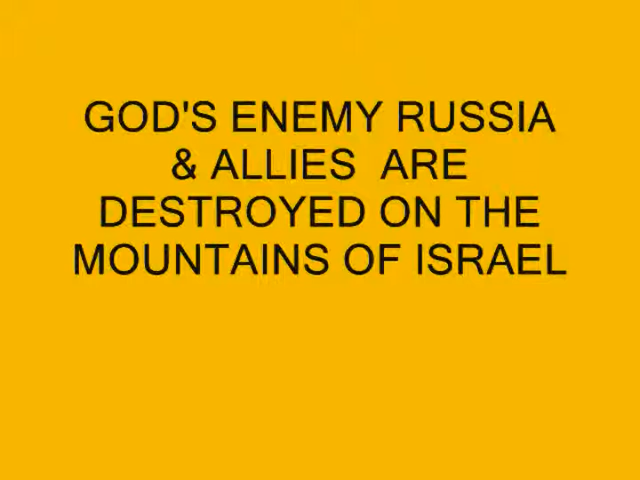 GOD'S ENEMY RUSSIA
& ALLIES  ARE
DESTROYED ON THE
MOUNTAINS OF ISRAEL